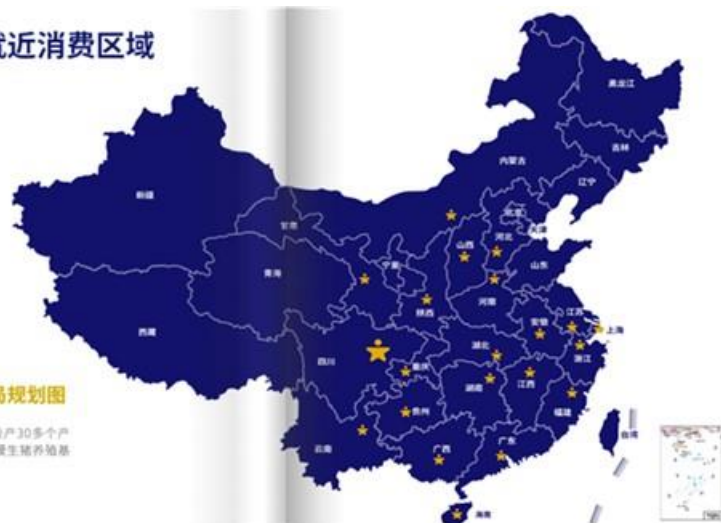 就近消费区域
黑龙江
吉林
内蒙古
辽宁
新疆
北京
天津
甘肃
宁夏
山西
河北
山东
青海
陕西
河南
西藏
安徽
江苏
上海
四川
重庆
湖北
浙江
湖南
江西
贵州
福建
云南
广西
广东
台湾
海南
局规划图
产30多个产
生猪养殖基